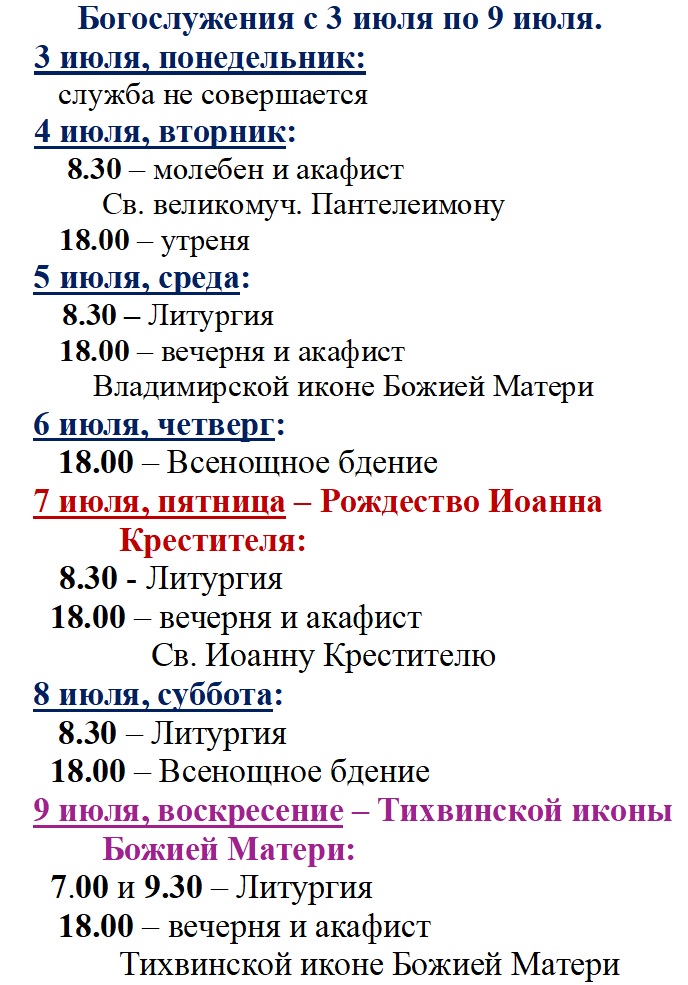 Богослужения с 3 июля по 9 июля.
3 июля, понедельник:
служба не совершается
4 июля, вторник:
8.30 – молебен и акафист
Св. великомуч. Пантелеимону
18.00 – утреня
5 июля, среда:
8.30 – Литургия
18.00 – вечерня и акафист
Владимирской иконе Божией Матери
6 июля, четверг:
18.00 – Всенощное бдение
7 июля, пятница – Рождество Иоанна
Крестителя:
8.30 - Литургия
18.00 – вечерня и акафист
Св. Иоанну Крестителю
8 июля, суббота:
8.30 – Литургия
18.00 – Всенощное бдение
9 июля, воскресение – Тихвинской иконы
Божией Матери:
7.00 и 9.30 – Литургия
18.00 – вечерня и акафист
Тихвинской иконе Божией Матери